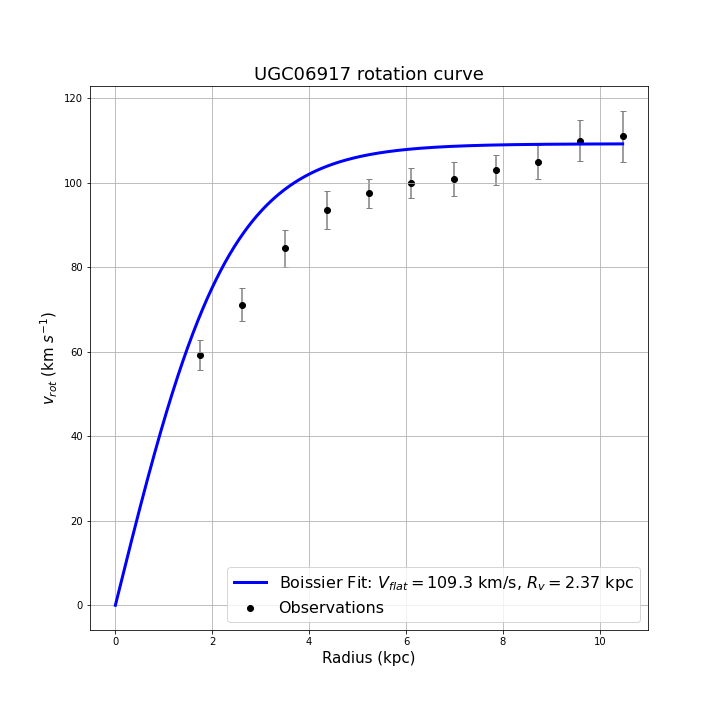 UGC06917 rotation curve
120
100
80
60
40
20
0
v_rot (km s⁻¹)
Boissier Fit: V_flat = 109.3 km/s, R_v = 2.37 kpc
Observations
0 2 4 6 8 10
Radius (kpc)